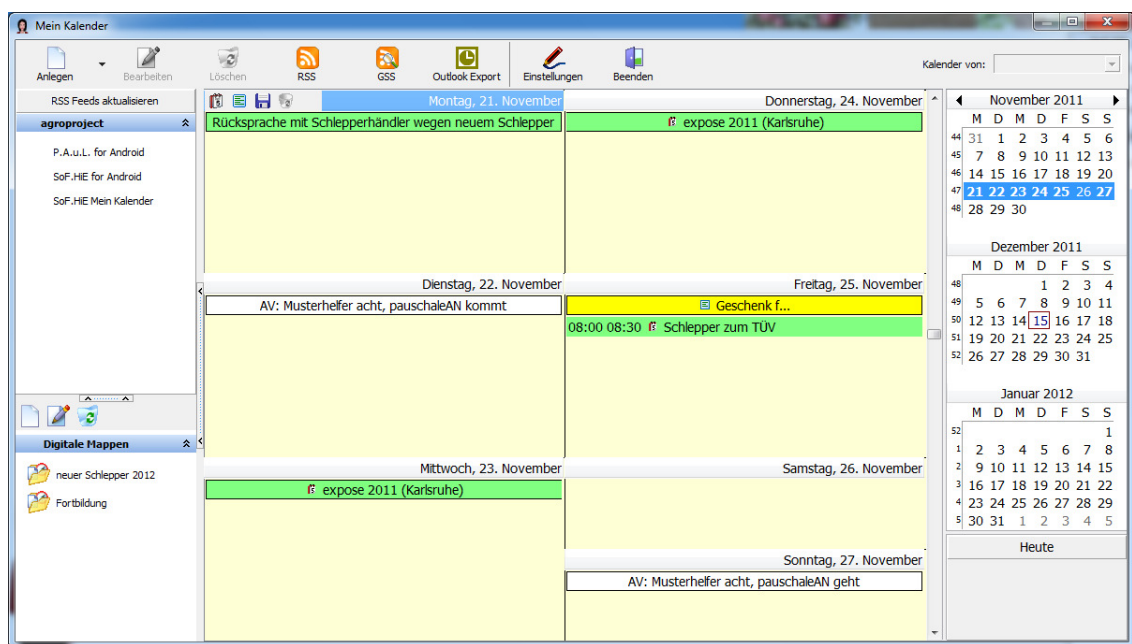 Mein Kalender
Anlegen Bearbeiten Löschen RSS GSS Outlook Export Einstellungen Beenden Kalender von:
RSS Feeds aktualisieren
agroproject
P.A.u.L. for Android
SoF.HiE for Android
SoF.HiE Mein Kalender
Digitale Mappen
neuer Schlepper 2012
Fortbildung
Montag, 21. November
Rücksprache mit Schlepperhändler wegen neuem Schlepper
Dienstag, 22. November
AV: Musterhelfer acht, pauschaleAN kommt
Mittwoch, 23. November
expose 2011 (Karlsruhe)
Donnerstag, 24. November
expose 2011 (Karlsruhe)
Freitag, 25. November
Geschenk f...
08:00 08:30 Schlepper zum TÜV
Samstag, 26. November
Sonntag, 27. November
AV: Musterhelfer acht, pauschaleAN geht
November 2011
M D M D F S S
44 31 1 2 3 4 5 6
45 7 8 9 10 11 12 13
46 14 15 16 17 18 19 20
47 21 22 23 24 25 26 27
48 28 29 30
Dezember 2011
M D M D F S S
48 1 2 3 4
49 5 6 7 8 9 10 11
50 12 13 14 15 16 17 18
51 19 20 21 22 23 24 25
52 26 27 28 29 30 31
Januar 2012
M D M D F S S
52 1
1 2 3 4 5 6 7 8
2 9 10 11 12 13 14 15
3 16 17 18 19 20 21 22
4 23 24 25 26 27 28 29
5 30 31 1 2 3 4 5
Heute